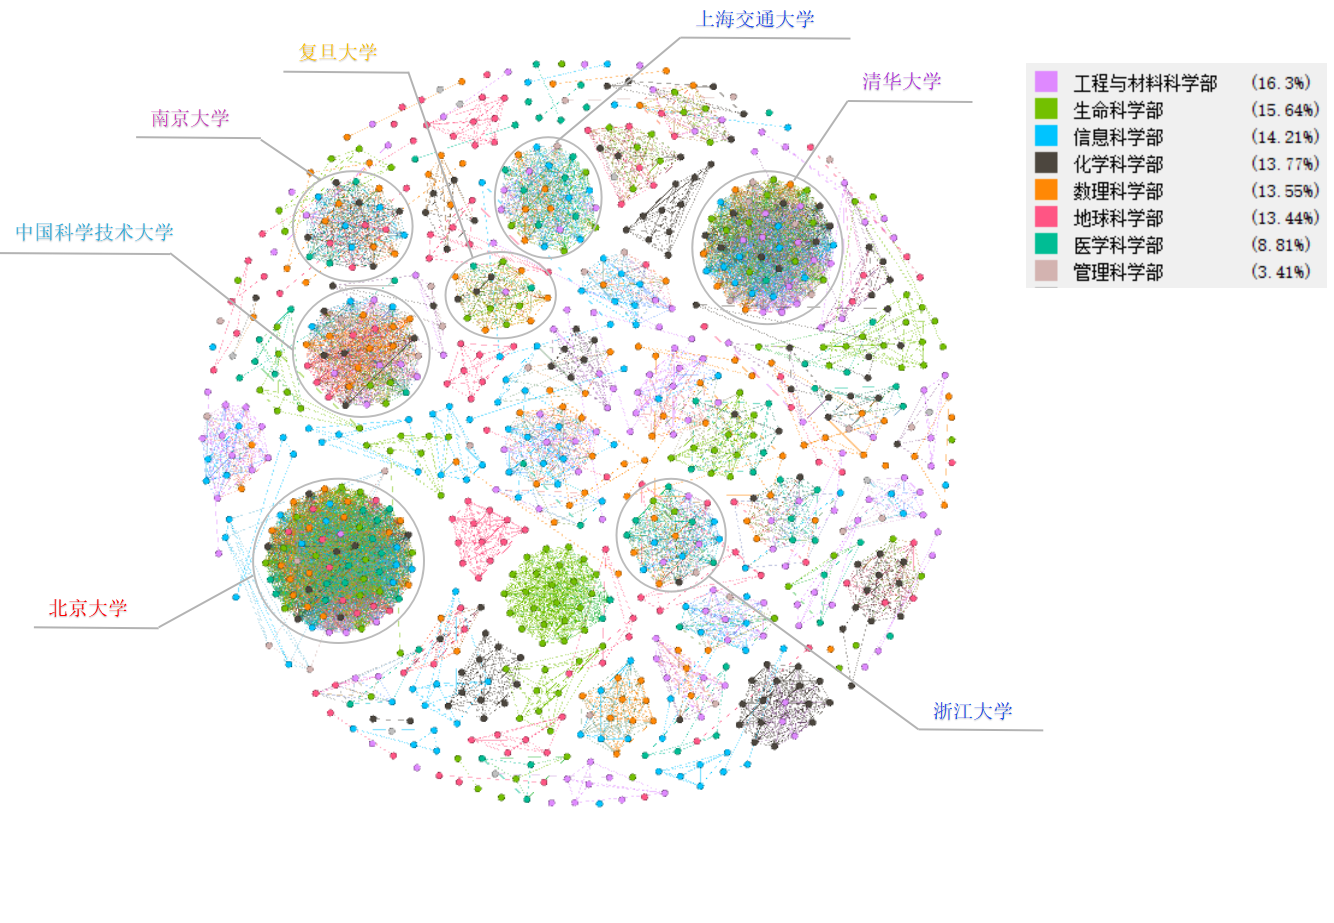 上海交通大学
复旦大学
清华大学
南京大学
中国科学技术大学
北京大学
浙江大学
工程与材料科学部 (16.3%)
生命科学部 (15.64%)
信息科学部 (14.21%)
化学科学部 (13.77%)
数理科学部 (13.55%)
地球科学部 (13.44%)
医学科学部 (8.81%)
管理科学部 (3.41%)